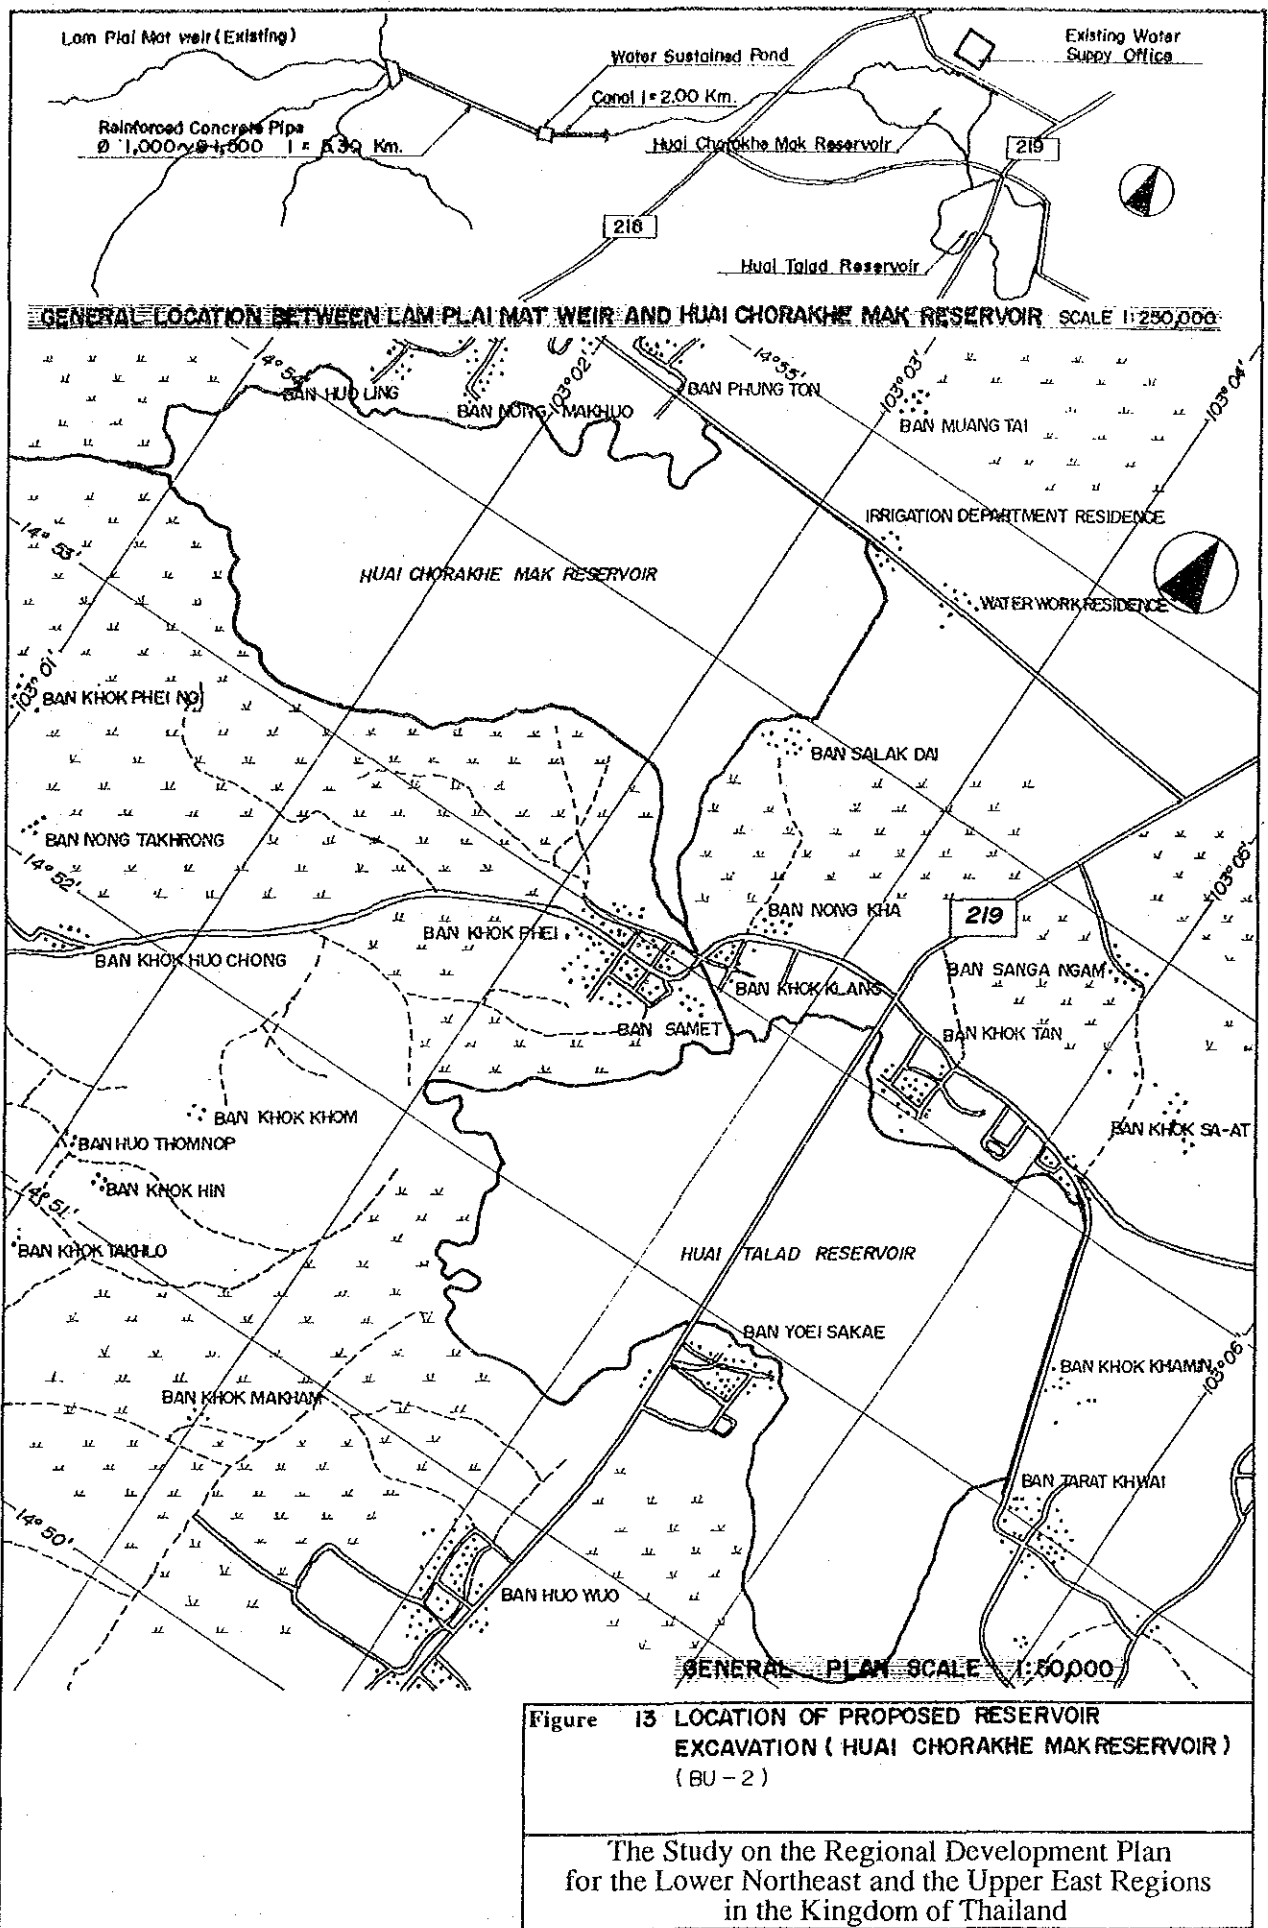 Lam Plai Mat weir (Existing)
Water Sustained Pond
Existing Water
Suppy Office
Canal l = 2.00 Km.
Reinforced Concrete Pipe
Huai Chorakhe Mak Reservoir
219
218
Huai Talad Reservoir
GENERAL LOCATION BETWEEN LAM PLAI MAT WEIR AND HUAI CHORAKHE MAK RESERVOIR SCALE 1:250,000
14°55'
103°02'
103°03'
103°04'
BAN HUO LING
BAN NONG MAKHUO
BAN PHUNG TON
BAN MUANG TAI
14°53'
IRRIGATION DEPARTMENT RESIDENCE
HUAI CHORAKHE MAK RESERVOIR
WATER WORK RESIDENCE
103°01'
BAN KHOK PHEI NOI
BAN SALAK DAI
BAN NONG TAKHRONG
14°52'
103°05'
BAN NONG KHA
219
BAN KHOK PHEI
BAN KHOK HUO CHONG
BAN SANGA NGAM
BAN KHOK KLANG
BAN SAMET
BAN KHOK TAN
BAN KHOK KHOM
BAN KHOK SA-AT
BAN HUO THOMNOP
BAN KHOK HIN
14°51'
BAN KHOK TAKHLO
HUAI TALAD RESERVOIR
BAN YOEI SAKAE
BAN KHOK KHAMIN
103°06'
BAN KHOK MAKHAM
BAN TARAT KHWAI
14°50'
BAN HUO WUO
GENERAL PLAN SCALE 1:50,000
Figure 13 LOCATION OF PROPOSED RESERVOIR
EXCAVATION ( HUAI CHORAKHE MAK RESERVOIR )
( BU - 2 )
The Study on the Regional Development Plan
for the Lower Northeast and the Upper East Regions
in the Kingdom of Thailand